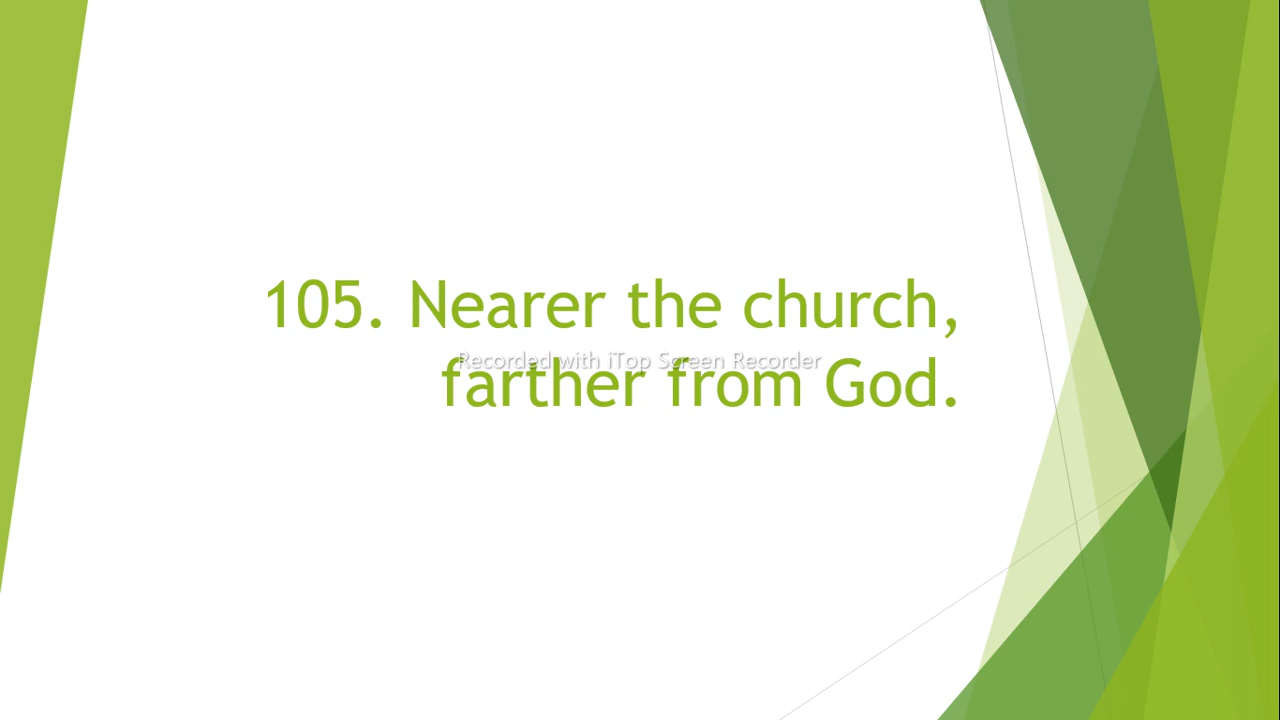 105. Nearer the church,
Recorded with iTop Screen Recorder
farther from God.